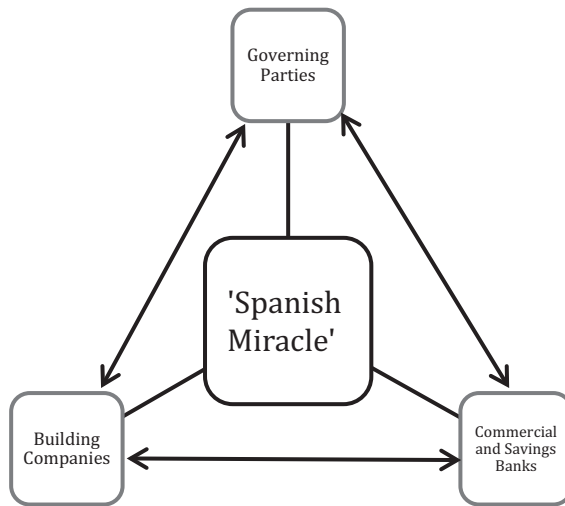 Governing
Parties
'Spanish
Miracle'
Building
Companies
Commercial
and Savings
Banks